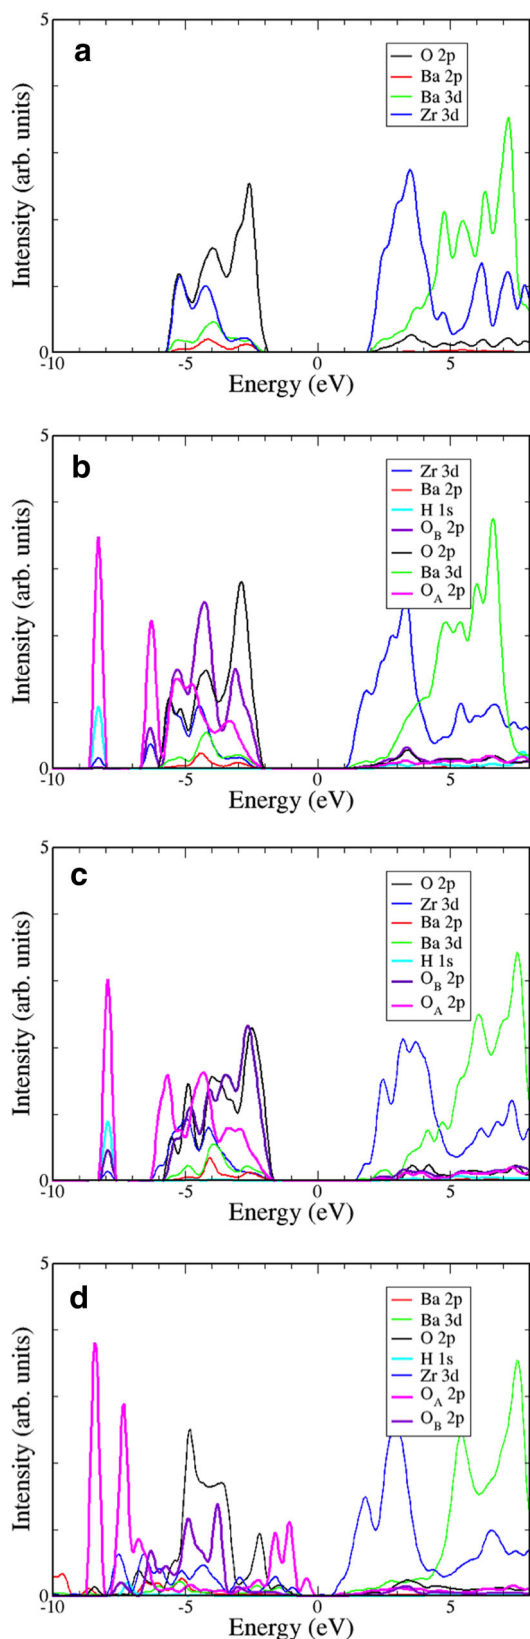 a
5
O 2p
Ba 2p
Ba 3d
Zr 3d
Intensity (arb. units)
0
-10 -5 0 5
Energy (eV)
b
5
Zr 3d
Ba 2p
H 1s
O_B 2p
O 2p
Ba 3d
O_A 2p
Intensity (arb. units)
0
-10 -5 0 5
Energy (eV)
c
5
O 2p
Zr 3d
Ba 2p
Ba 3d
H 1s
O_B 2p
O_A 2p
Intensity (arb. units)
0
-10 -5 0 5
Energy (eV)
d
5
Ba 2p
Ba 3d
O 2p
H 1s
Zr 3d
O_A 2p
O_B 2p
Intensity (arb. units)
0
-10 -5 0 5
Energy (eV)